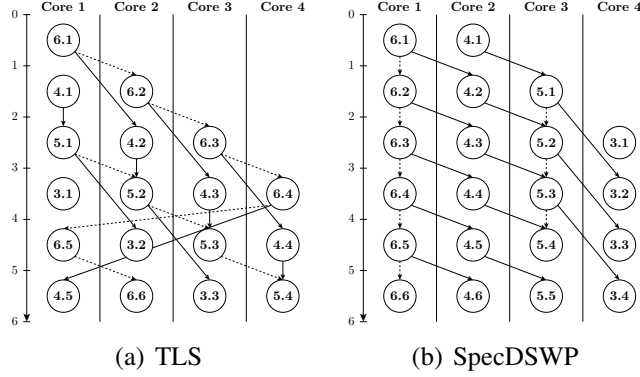 Core 1 Core 2 Core 3 Core 4 Core 1 Core 2 Core 3 Core 4
0 0
6.1 6.1 4.1
1 1
4.1 6.2 6.2 4.2 5.1
2 2
5.1 4.2 6.3 6.3 4.3 5.2 3.1
3 3
3.1 5.2 4.3 6.4 6.4 4.4 5.3 3.2
4 4
6.5 3.2 5.3 4.4 6.5 4.5 5.4 3.3
5 5
4.5 6.6 3.3 5.4 6.6 4.6 5.5 3.4
6 6
(a) TLS (b) SpecDSWP